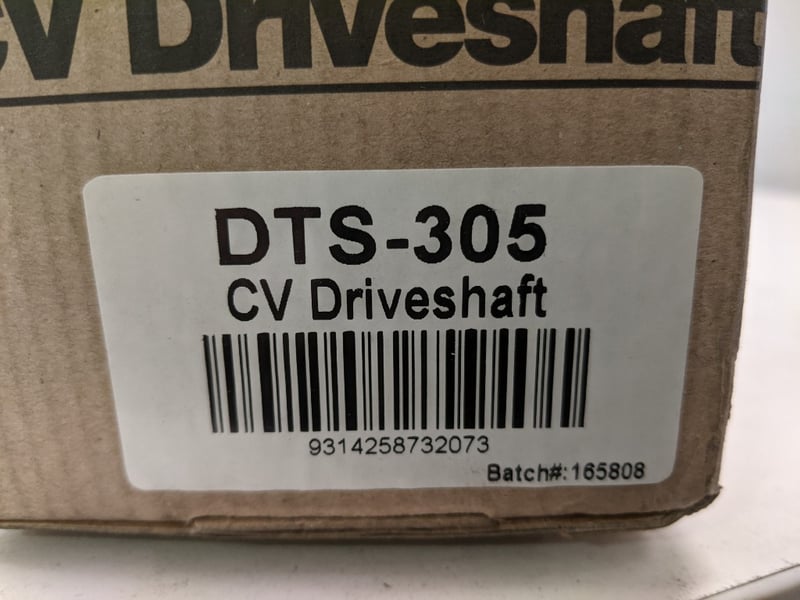 CV Driveshaft
DTS-305
CV Driveshaft
9314258732073
Batch#:165808